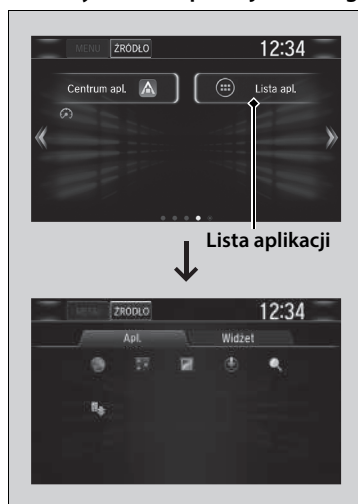 MENU ŹRÓDŁO 12:34
Centrum apl. Lista apl.
Lista aplikacji
MENU ŹRÓDŁO 12:34
Apl. Widżet